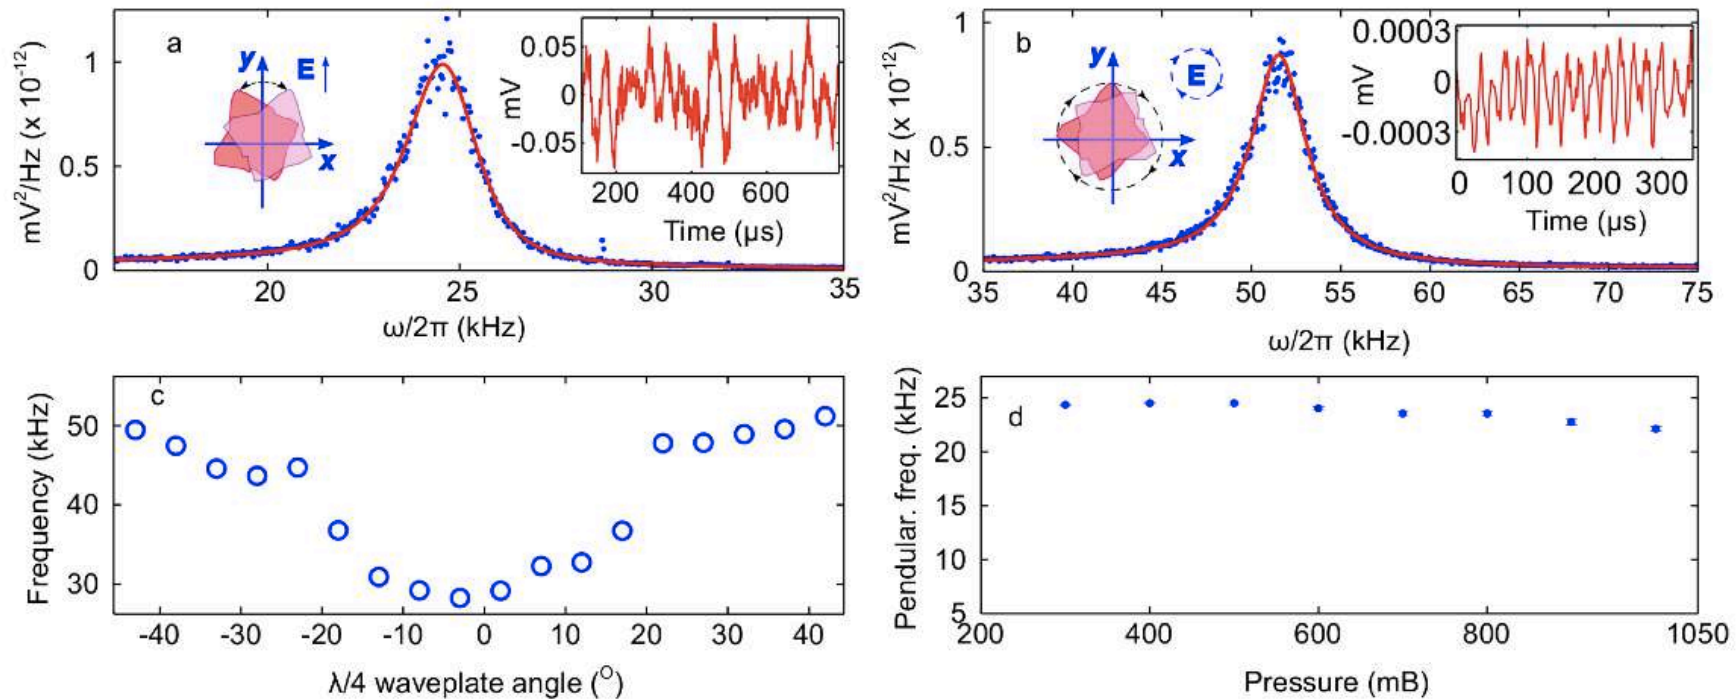 a
y
E
x
mV²/Hz (x 10⁻¹²)
1
0.5
0
20 25 30 35
ω/2π (kHz)
mV
0.05
0
-0.05
200 400 600
Time (μs)
b
y
E
x
mV²/Hz (x 10⁻¹²)
1
0.5
0
35 40 45 50 55 60 65 70 75
ω/2π (kHz)
mV
0.0003
0
-0.0003
0 100 200 300
Time (μs)
c
Frequency (kHz)
50
40
30
-40 -30 -20 -10 0 10 20 30 40
λ/4 waveplate angle (O)
d
Pendular. freq. (kHz)
25
20
15
10
5
200 400 600 800 1050
Pressure (mB)